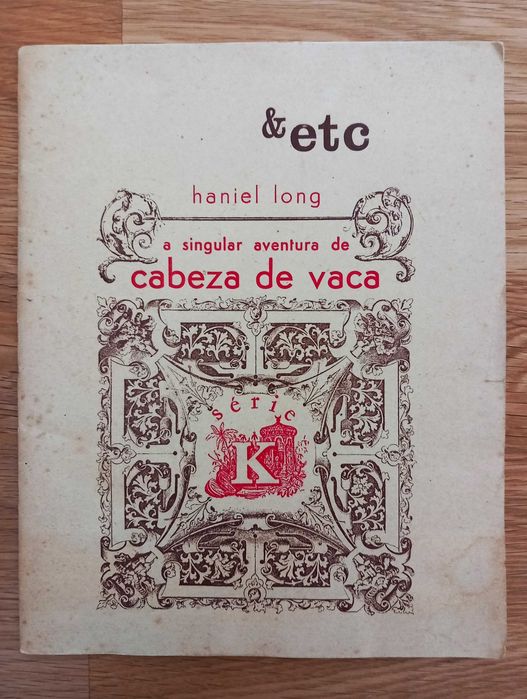 & etc
haniel long
a singular aventura de
cabeza de vaca
série
K